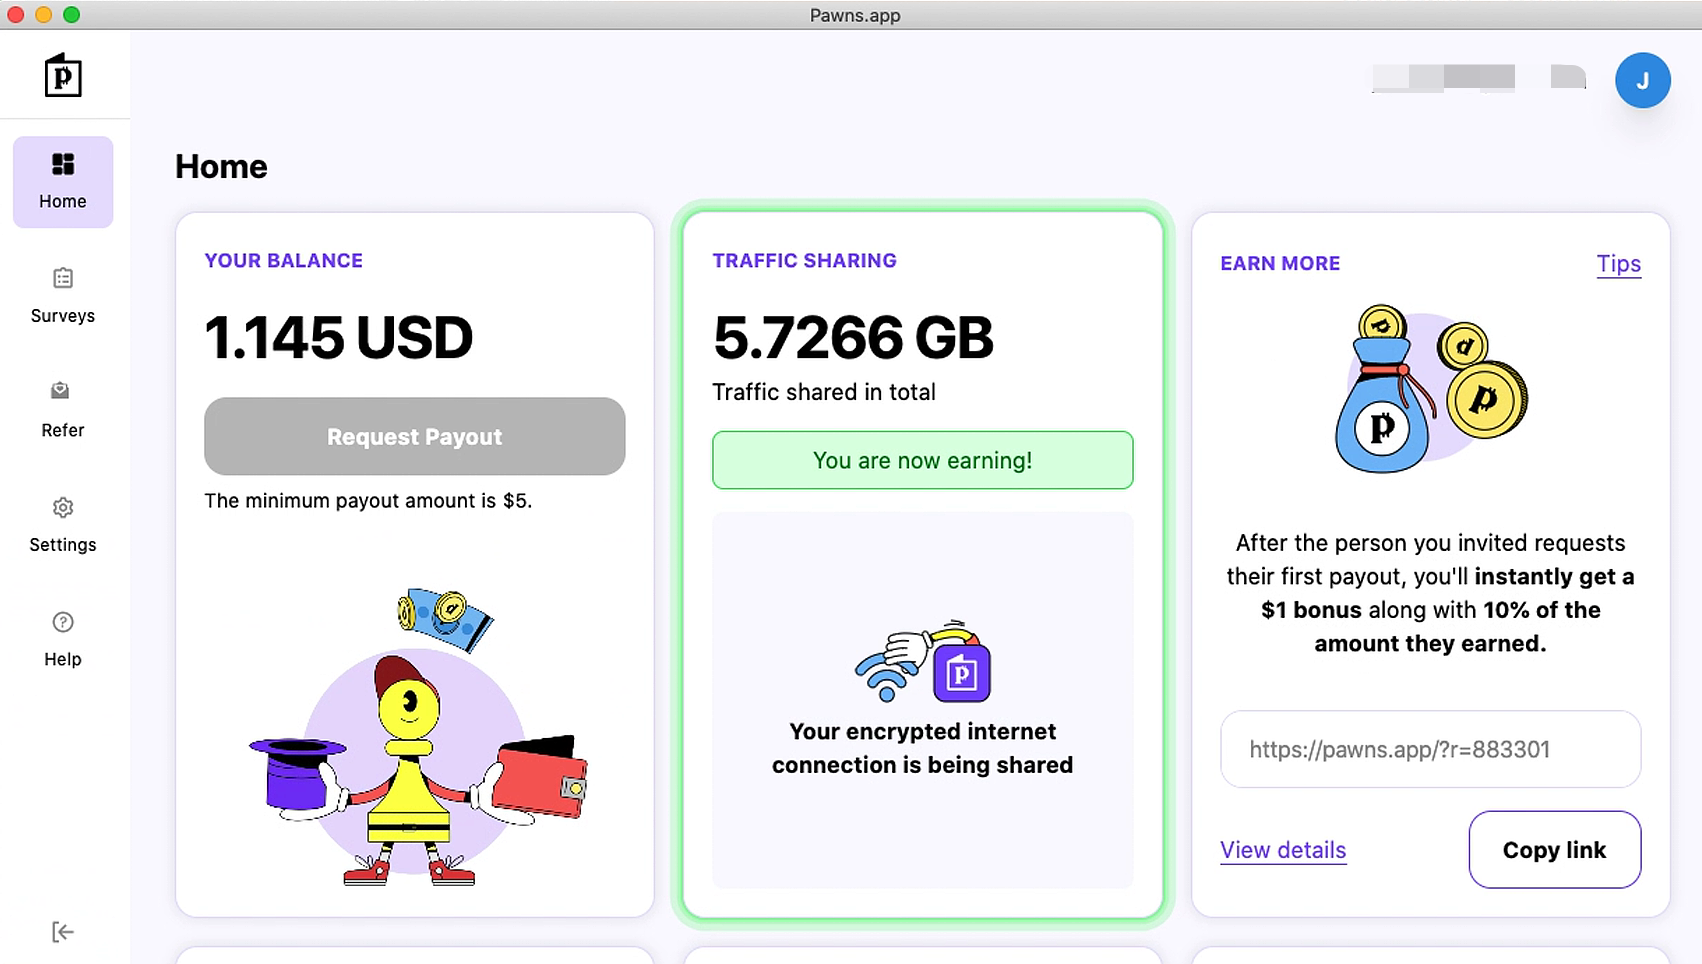 Pawns.app
J
Home
Home
Surveys
Refer
Settings
Help
YOUR BALANCE
1.145 USD
Request Payout
The minimum payout amount is $5.
TRAFFIC SHARING
5.7266 GB
Traffic shared in total
You are now earning!
Your encrypted internet
connection is being shared
EARN MORE
Tips
After the person you invited requests
their first payout, you'll instantly get a
$1 bonus along with 10% of the
amount they earned.
https://pawns.app/?r=883301
View details
Copy link